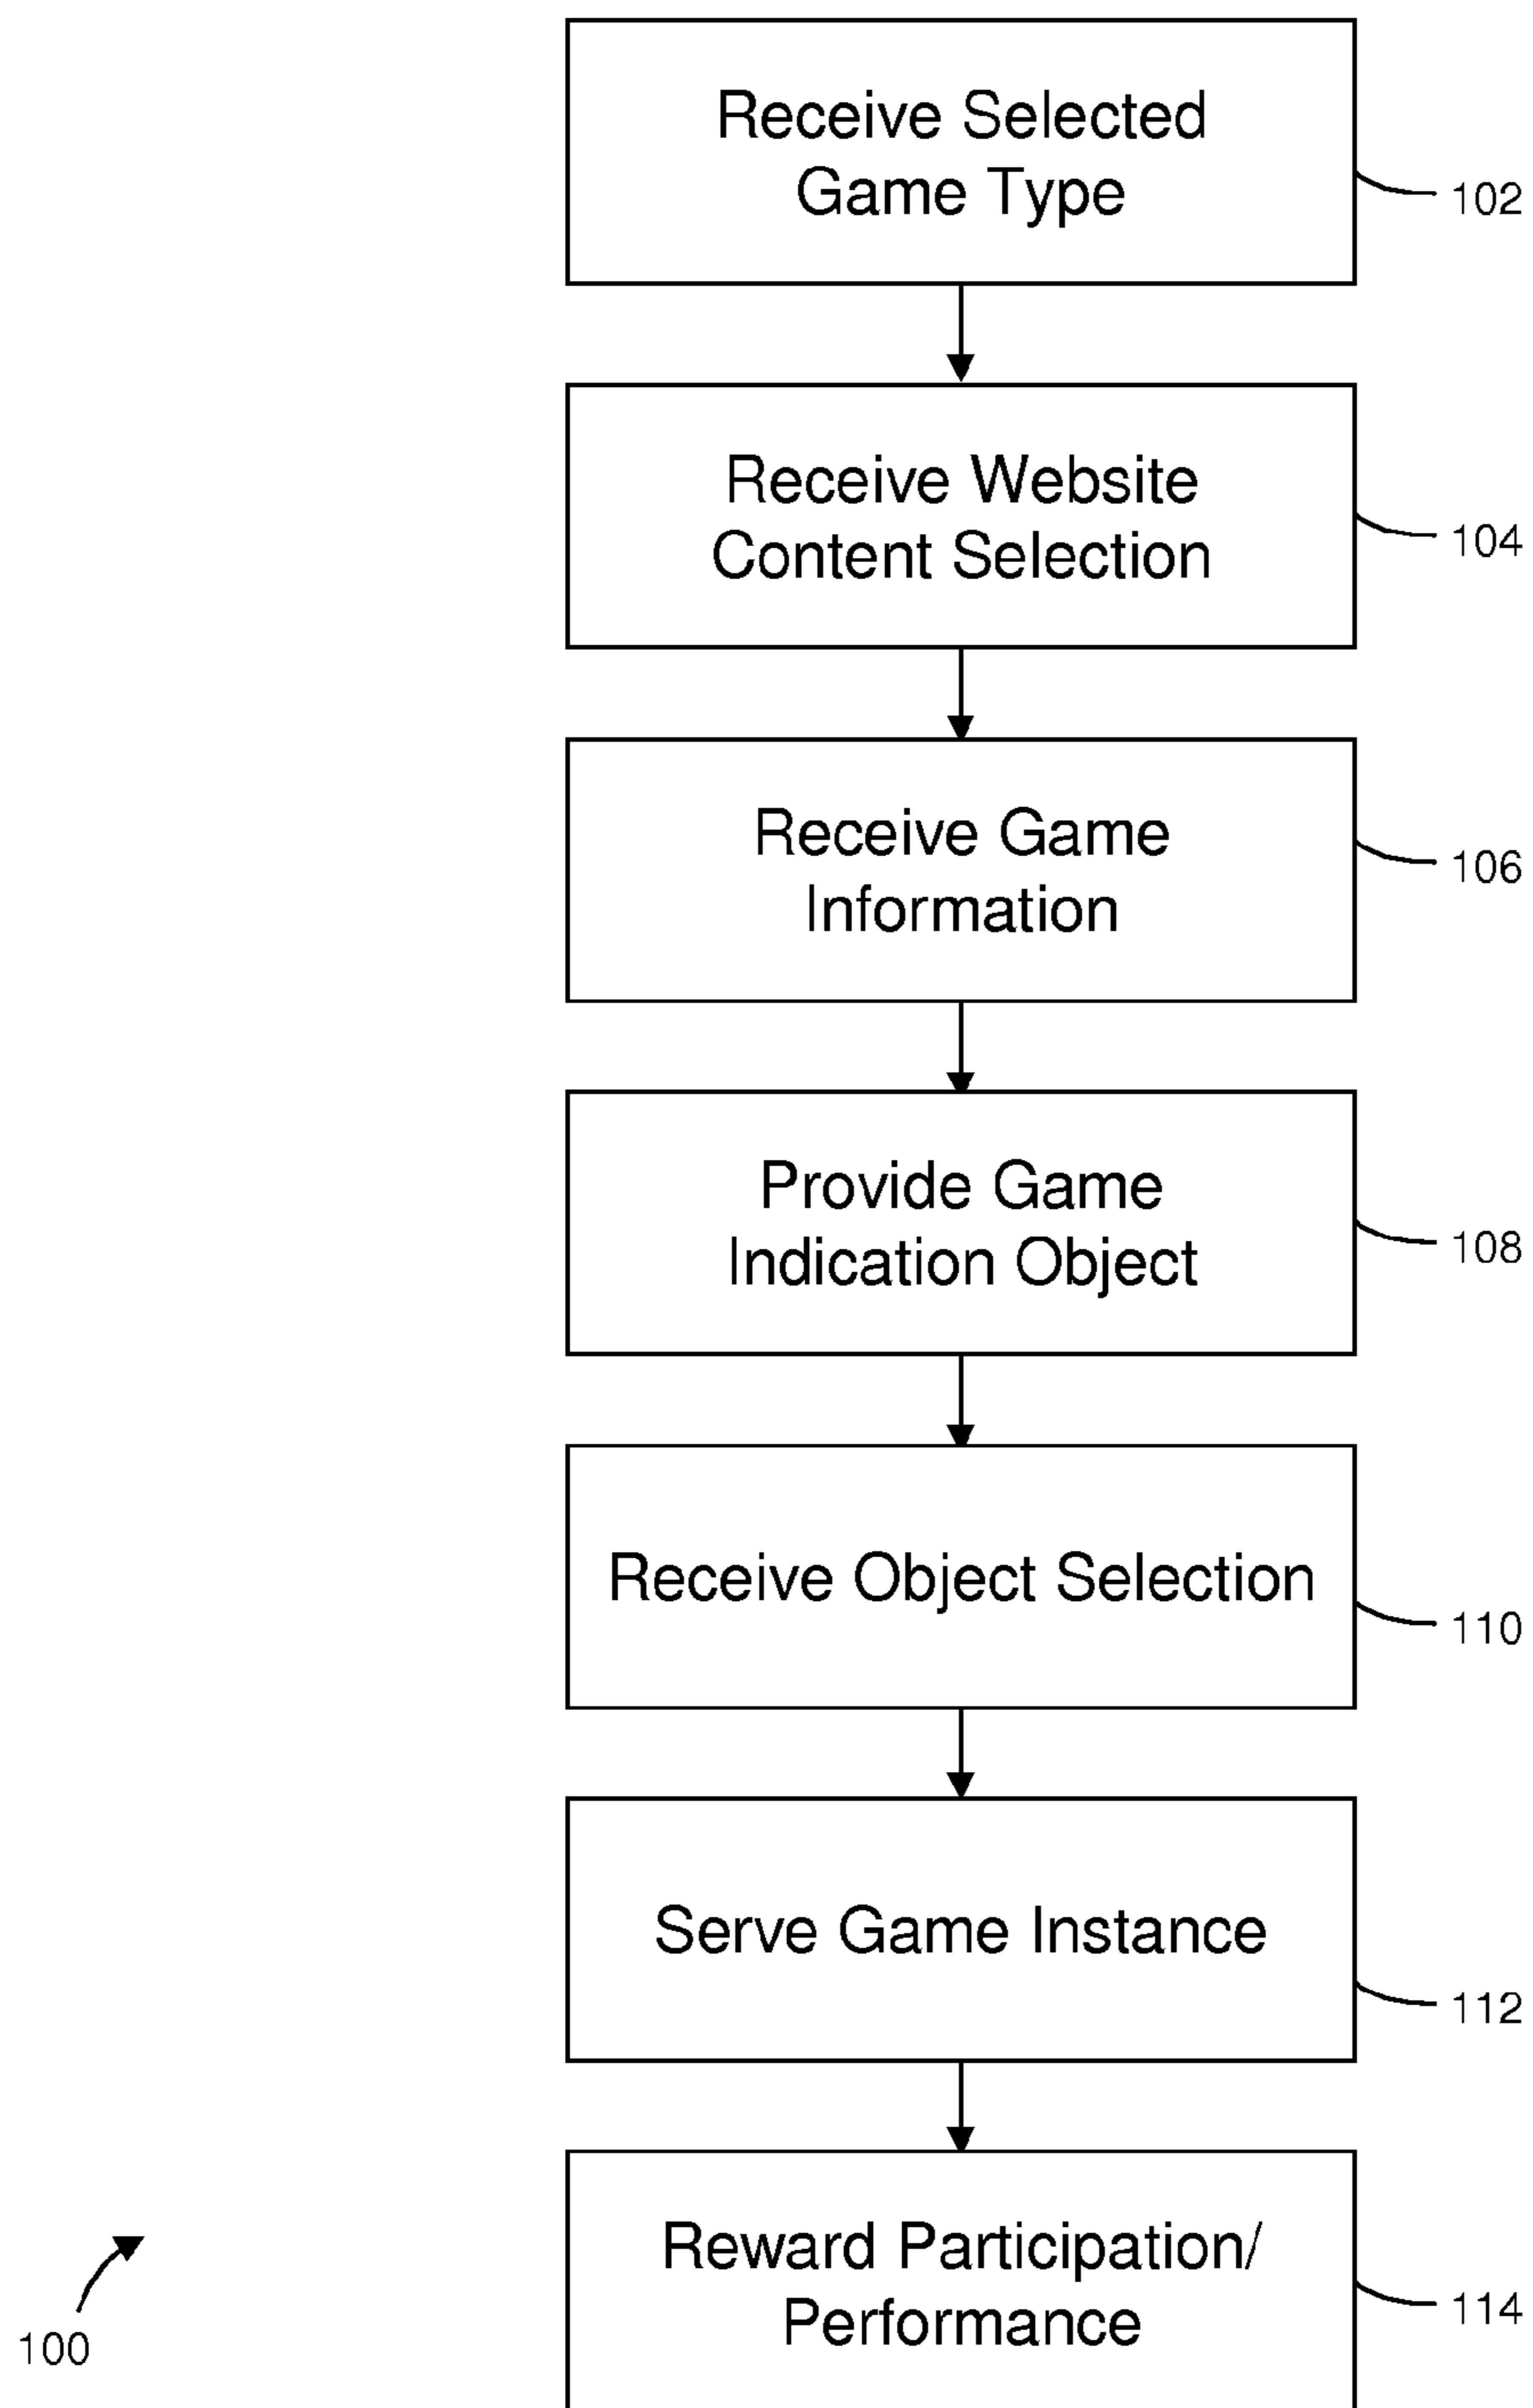 Receive Selected
Game Type
102
Receive Website
Content Selection
104
Receive Game
Information
106
Provide Game
Indication Object
108
Receive Object Selection
110
Serve Game Instance
112
Reward Participation/
Performance
114
100